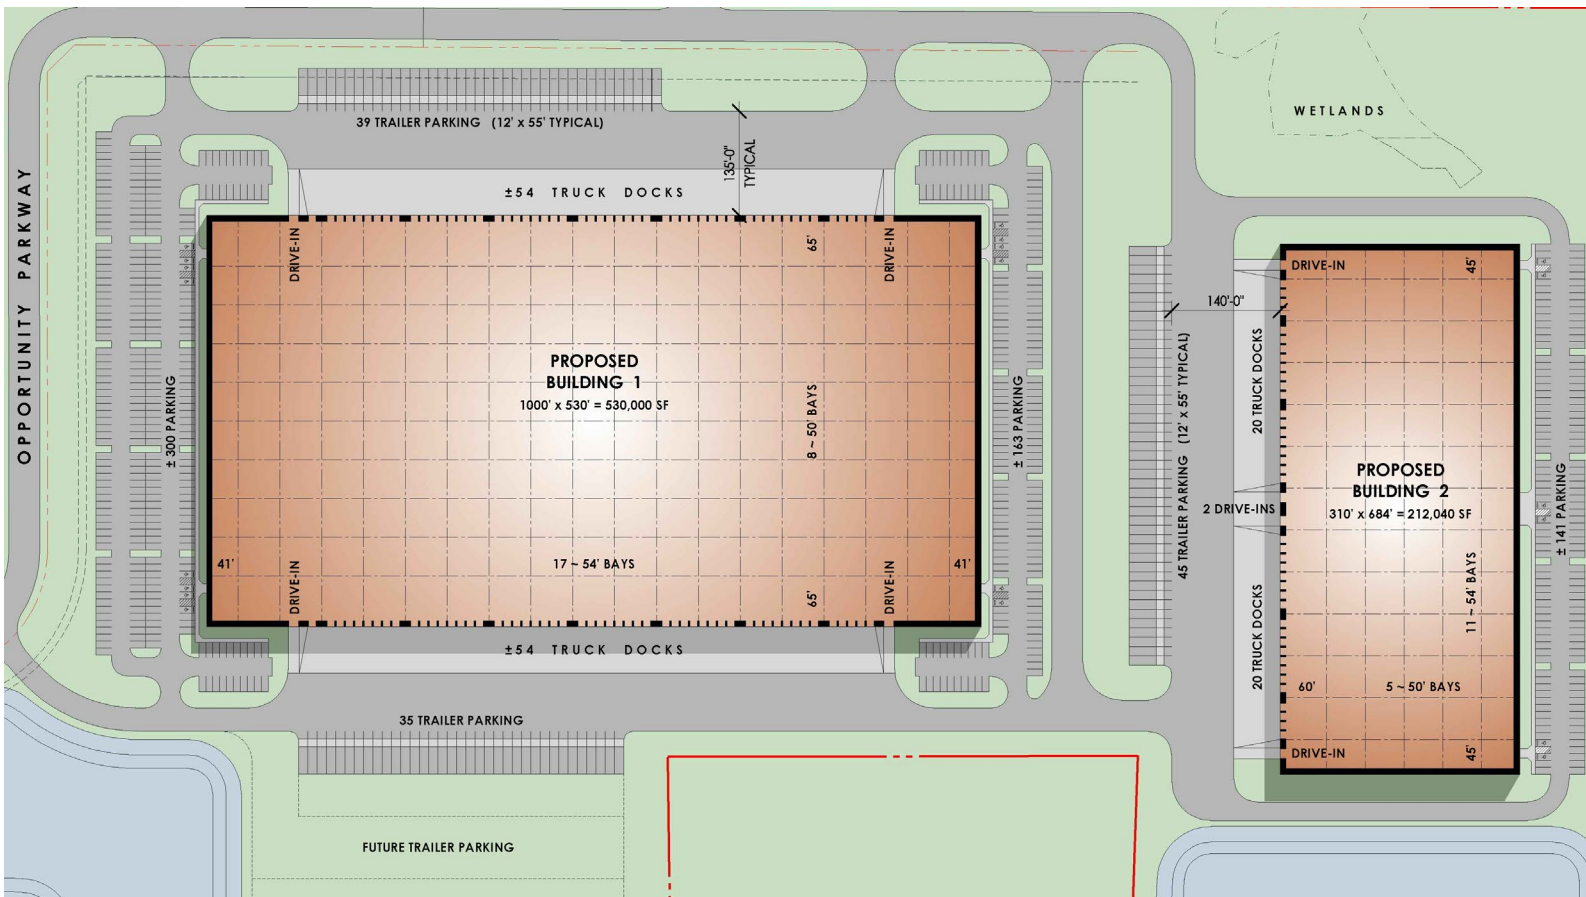 WETLANDS
39 TRAILER PARKING (12' x 55' TYPICAL)
135'-0"
TYPICAL
±54 TRUCK DOCKS
OPPORTUNITY PARKWAY
DRIVE-IN
65'
DRIVE-IN
DRIVE-IN
45'
140'-0"
PROPOSED
BUILDING 1
1000' x 530' = 530,000 SF
± 300 PARKING
8 ~ 50' BAYS
± 163 PARKING
45 TRAILER PARKING (12' x 55' TYPICAL)
20 TRUCK DOCKS
PROPOSED
BUILDING 2
310' x 684' = 212,040 SF
2 DRIVE-INS
± 141 PARKING
41'
17 ~ 54' BAYS
41'
DRIVE-IN
65'
DRIVE-IN
11 ~ 54' BAYS
20 TRUCK DOCKS
±54 TRUCK DOCKS
60'
5 ~ 50' BAYS
35 TRAILER PARKING
DRIVE-IN
45'
FUTURE TRAILER PARKING